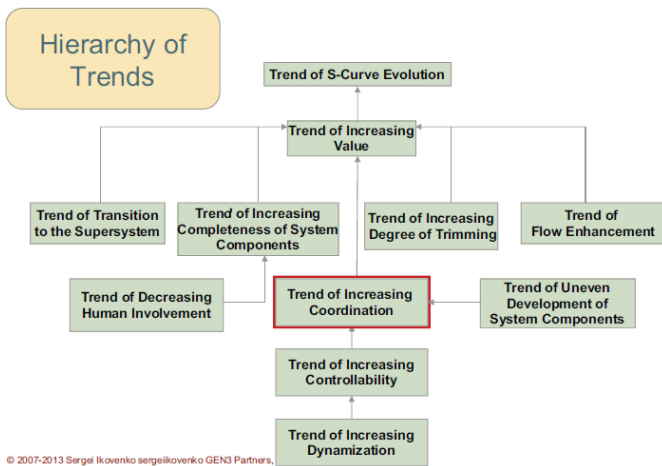 Hierarchy of
Trends
Trend of S-Curve Evolution
Trend of Increasing
Value
Trend of Transition
to the Supersystem
Trend of Increasing
Completeness of System
Components
Trend of Increasing
Degree of Trimming
Trend of
Flow Enhancement
Trend of Decreasing
Human Involvement
Trend of Increasing
Coordination
Trend of Uneven
Development of
System Components
Trend of Increasing
Controllability
Trend of Increasing
Dynamization
© 2007-2013 Sergei Ikovenko sergeiikovenko GEN3 Partners,